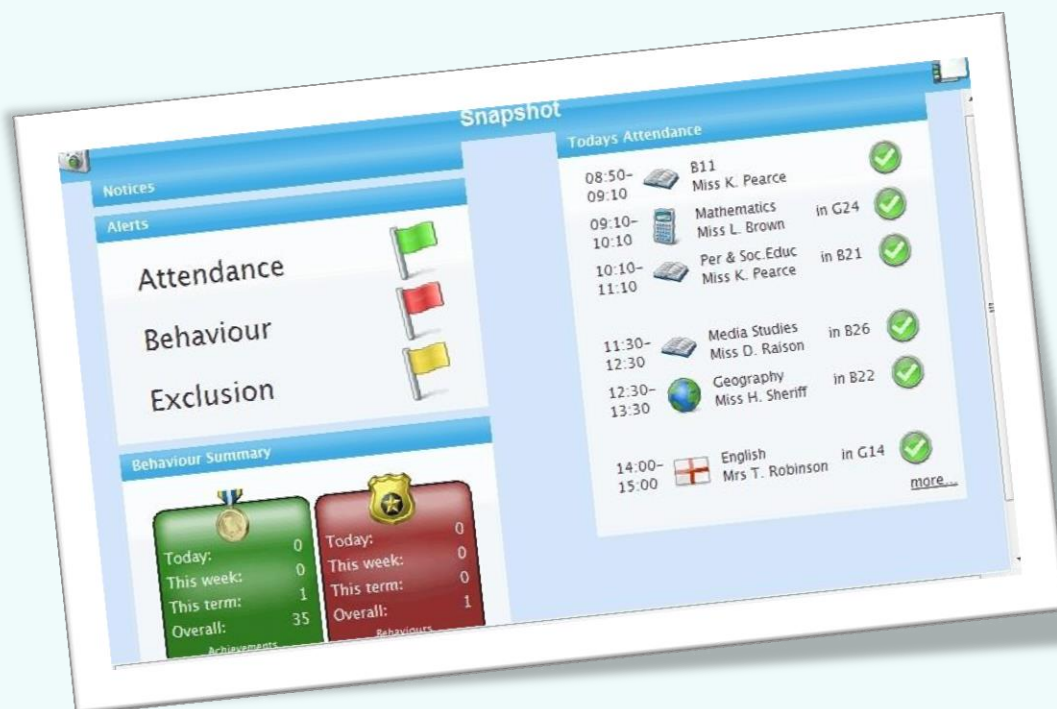 Snapshot
Notices
Alerts
Attendance
Behaviour
Exclusion
Behaviour Summary
Today: 0
This week: 0
This term: 1
Overall: 35
Achievements
Today: 0
This week: 0
This term: 0
Overall: 1
Behaviours
Todays Attendance
08:50-
09:10
B11
Miss K. Pearce
09:10-
10:10
Mathematics
Miss L. Brown
in G24
10:10-
11:10
Per & Soc.Educ
Miss K. Pearce
in B21
11:30-
12:30
Media Studies
Miss D. Raison
in B26
12:30-
13:30
Geography
Miss H. Sheriff
in B22
14:00-
15:00
English
Mrs T. Robinson
in G14
more...